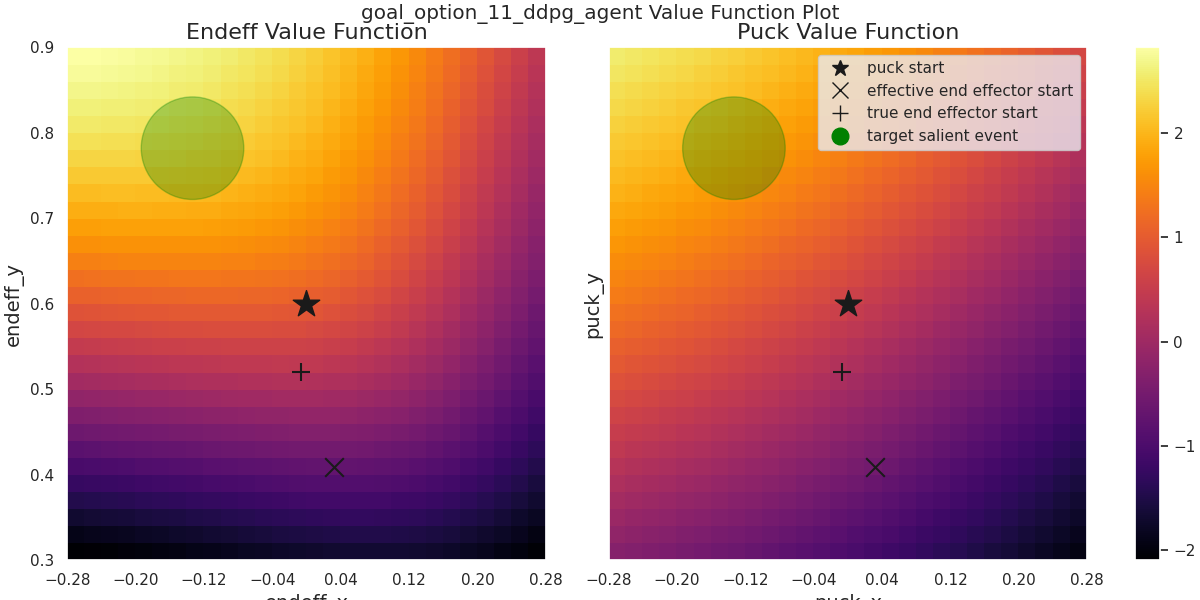 goal_option_11_ddpg_agent Value Function Plot
Endeff Value Function
Puck Value Function
puck start
effective end effector start
true end effector start
target salient event
endeff_y
0.9
0.8
0.7
0.6
0.5
0.4
0.3
−0.28 −0.20 −0.12 −0.04 0.04 0.12 0.20 0.28
endeff_x
puck_y
−0.28 −0.20 −0.12 −0.04 0.04 0.12 0.20 0.28
puck_x
2
1
0
−1
−2